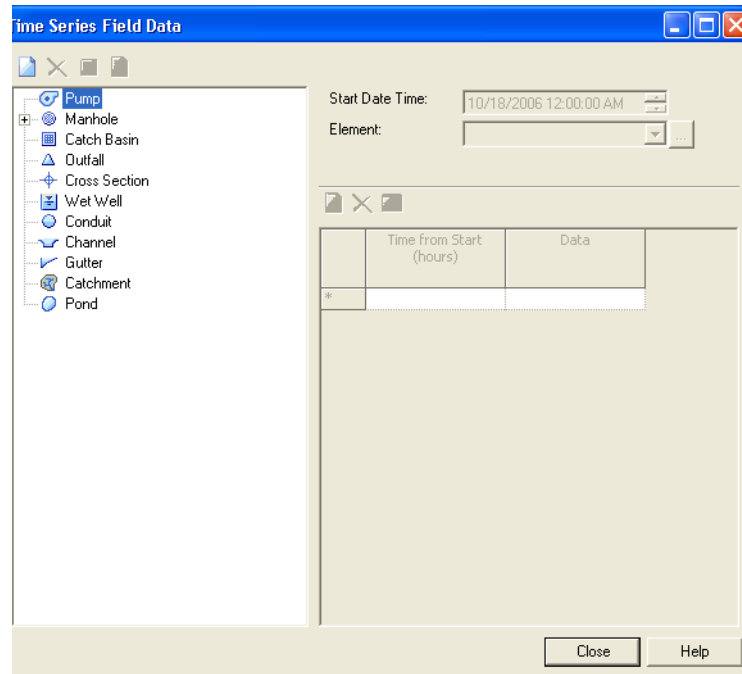 Time Series Field Data
Pump
Manhole
Catch Basin
Outfall
Cross Section
Wet Well
Conduit
Channel
Gutter
Catchment
Pond
Start Date Time: 10/18/2006 12:00:00 AM
Element:
...
Time from Start Data
(hours)
*
Close Help